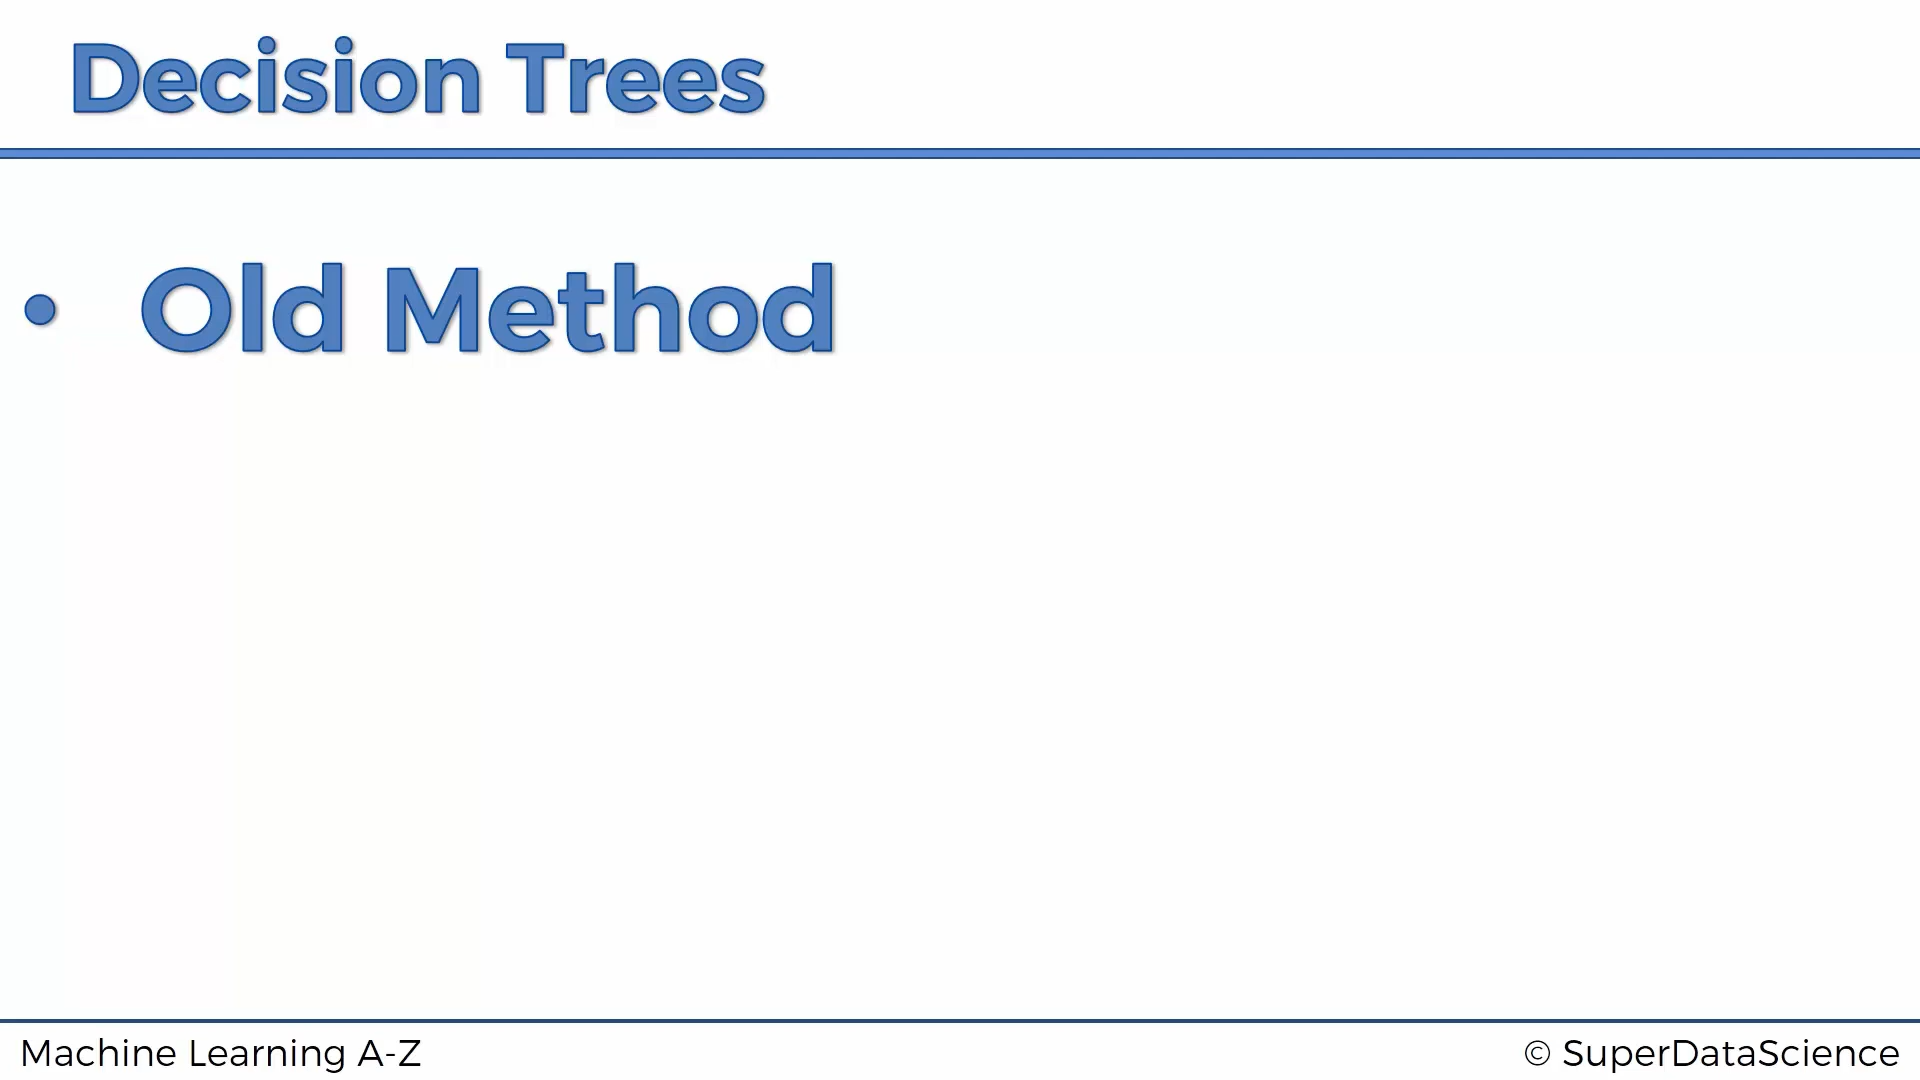 Decision Trees
• Old Method
Machine Learning A-Z
© SuperDataScience